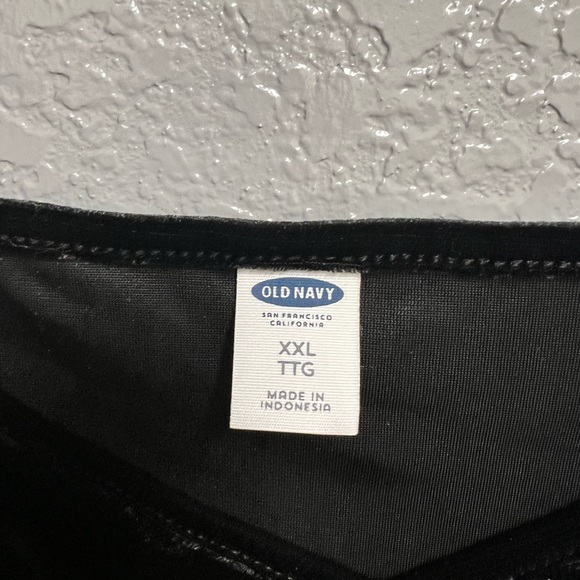 OLD NAVY
SAN FRANCISCO
CALIFORNIA
XXL
TTG
MADE IN
INDONESIA